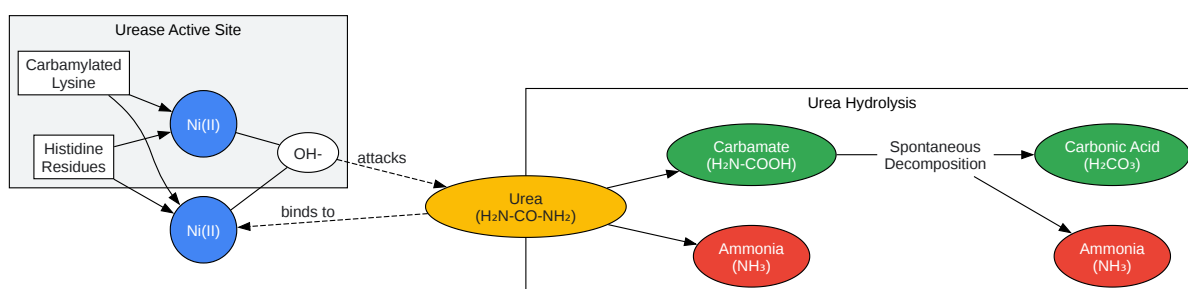 Urease Active Site
Carbamylated
Lysine
Ni(II)
Histidine
Residues
OH-
Ni(II)
attacks
binds to
Urea
(H₂N-CO-NH₂)
Urea Hydrolysis
Carbamate
(H₂N-COOH)
Spontaneous
Decomposition
Carbonic Acid
(H₂CO₃)
Ammonia
(NH₃)
Ammonia
(NH₃)